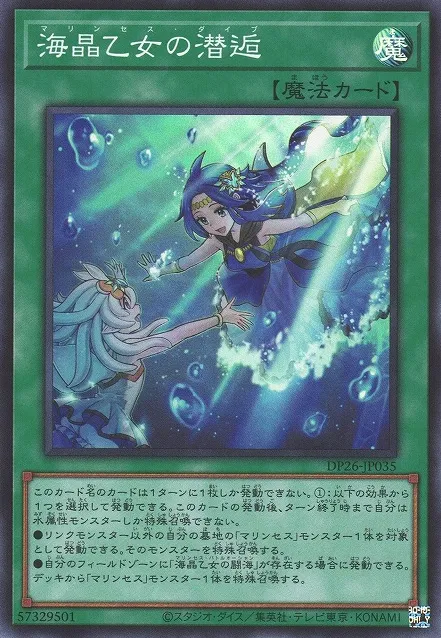 マリンセス・ダイブ
海晶乙女の潜逅
魔
まほう
【魔法カード】
DP26-JP035
このカード名のカードは1ターンに1枚しか発動できない。①:以下の効果から
1つを選択して発動できる。このカードの発動後、ターン終了時まで自分は
水属性モンスターしか特殊召喚できない。
●リンクモンスター以外の自分の墓地の「マリンセス」モンスター1体を対象
として発動できる。そのモンスターを特殊召喚する。
●自分のフィールドゾーンに「海晶乙女の闘海」が存在する場合に発動できる。
デッキから「マリンセス」モンスター1体を特殊召喚する。
57329501
©スタジオ・ダイス/集英社・テレビ東京・KONAMI